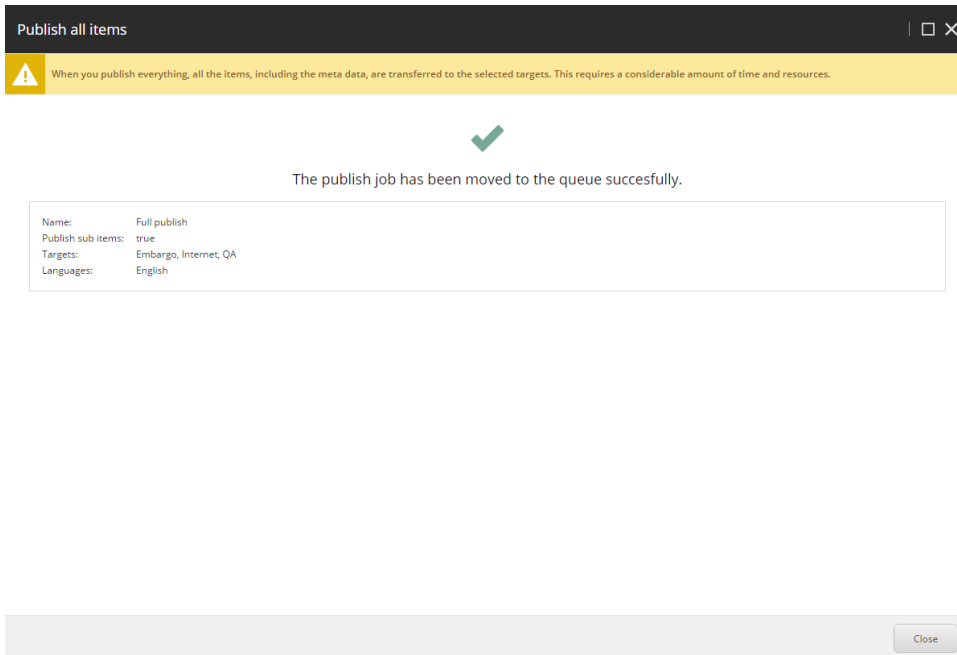 Publish all items
When you publish everything, all the items, including the meta data, are transferred to the selected targets. This requires a considerable amount of time and resources.
The publish job has been moved to the queue succesfully.
Name: Full publish
Publish sub items: true
Targets: Embargo, Internet, QA
Languages: English
Close